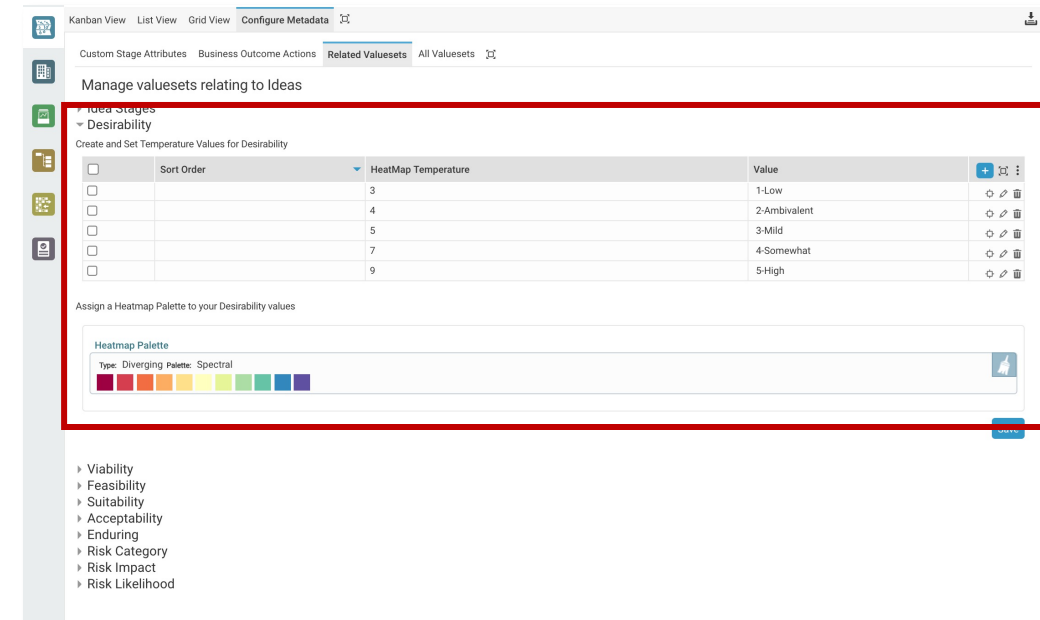 Kanban View List View Grid View Configure Metadata
Custom Stage Attributes Business Outcome Actions Related Valuesets All Valuesets
Manage valuesets relating to Ideas
Idea Stages
Desirability
Create and Set Temperature Values for Desirability
Sort Order HeatMap Temperature Value
3 1-Low
4 2-Ambivalent
5 3-Mild
7 4-Somewhat
9 5-High
Assign a Heatmap Palette to your Desirability values
Heatmap Palette
Type: Diverging Palette: Spectral
Save
Viability
Feasibility
Suitability
Acceptability
Enduring
Risk Category
Risk Impact
Risk Likelihood